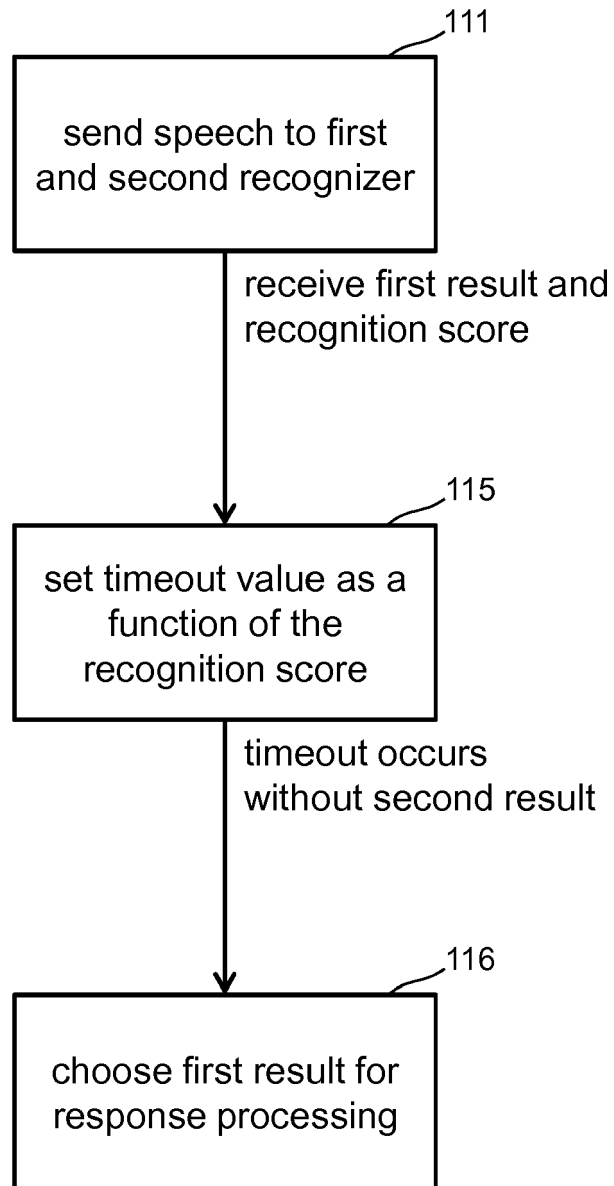 111
send speech to first
and second recognizer
receive first result and
recognition score
115
set timeout value as a
function of the
recognition score
timeout occurs
without second result
116
choose first result for
response processing